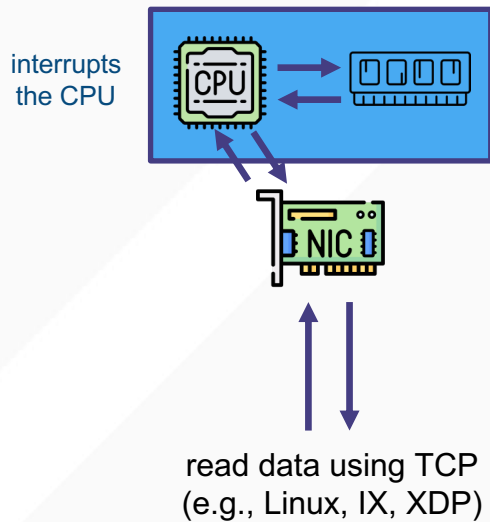 interrupts
the CPU
CPU
NIC
read data using TCP
(e.g., Linux, IX, XDP)